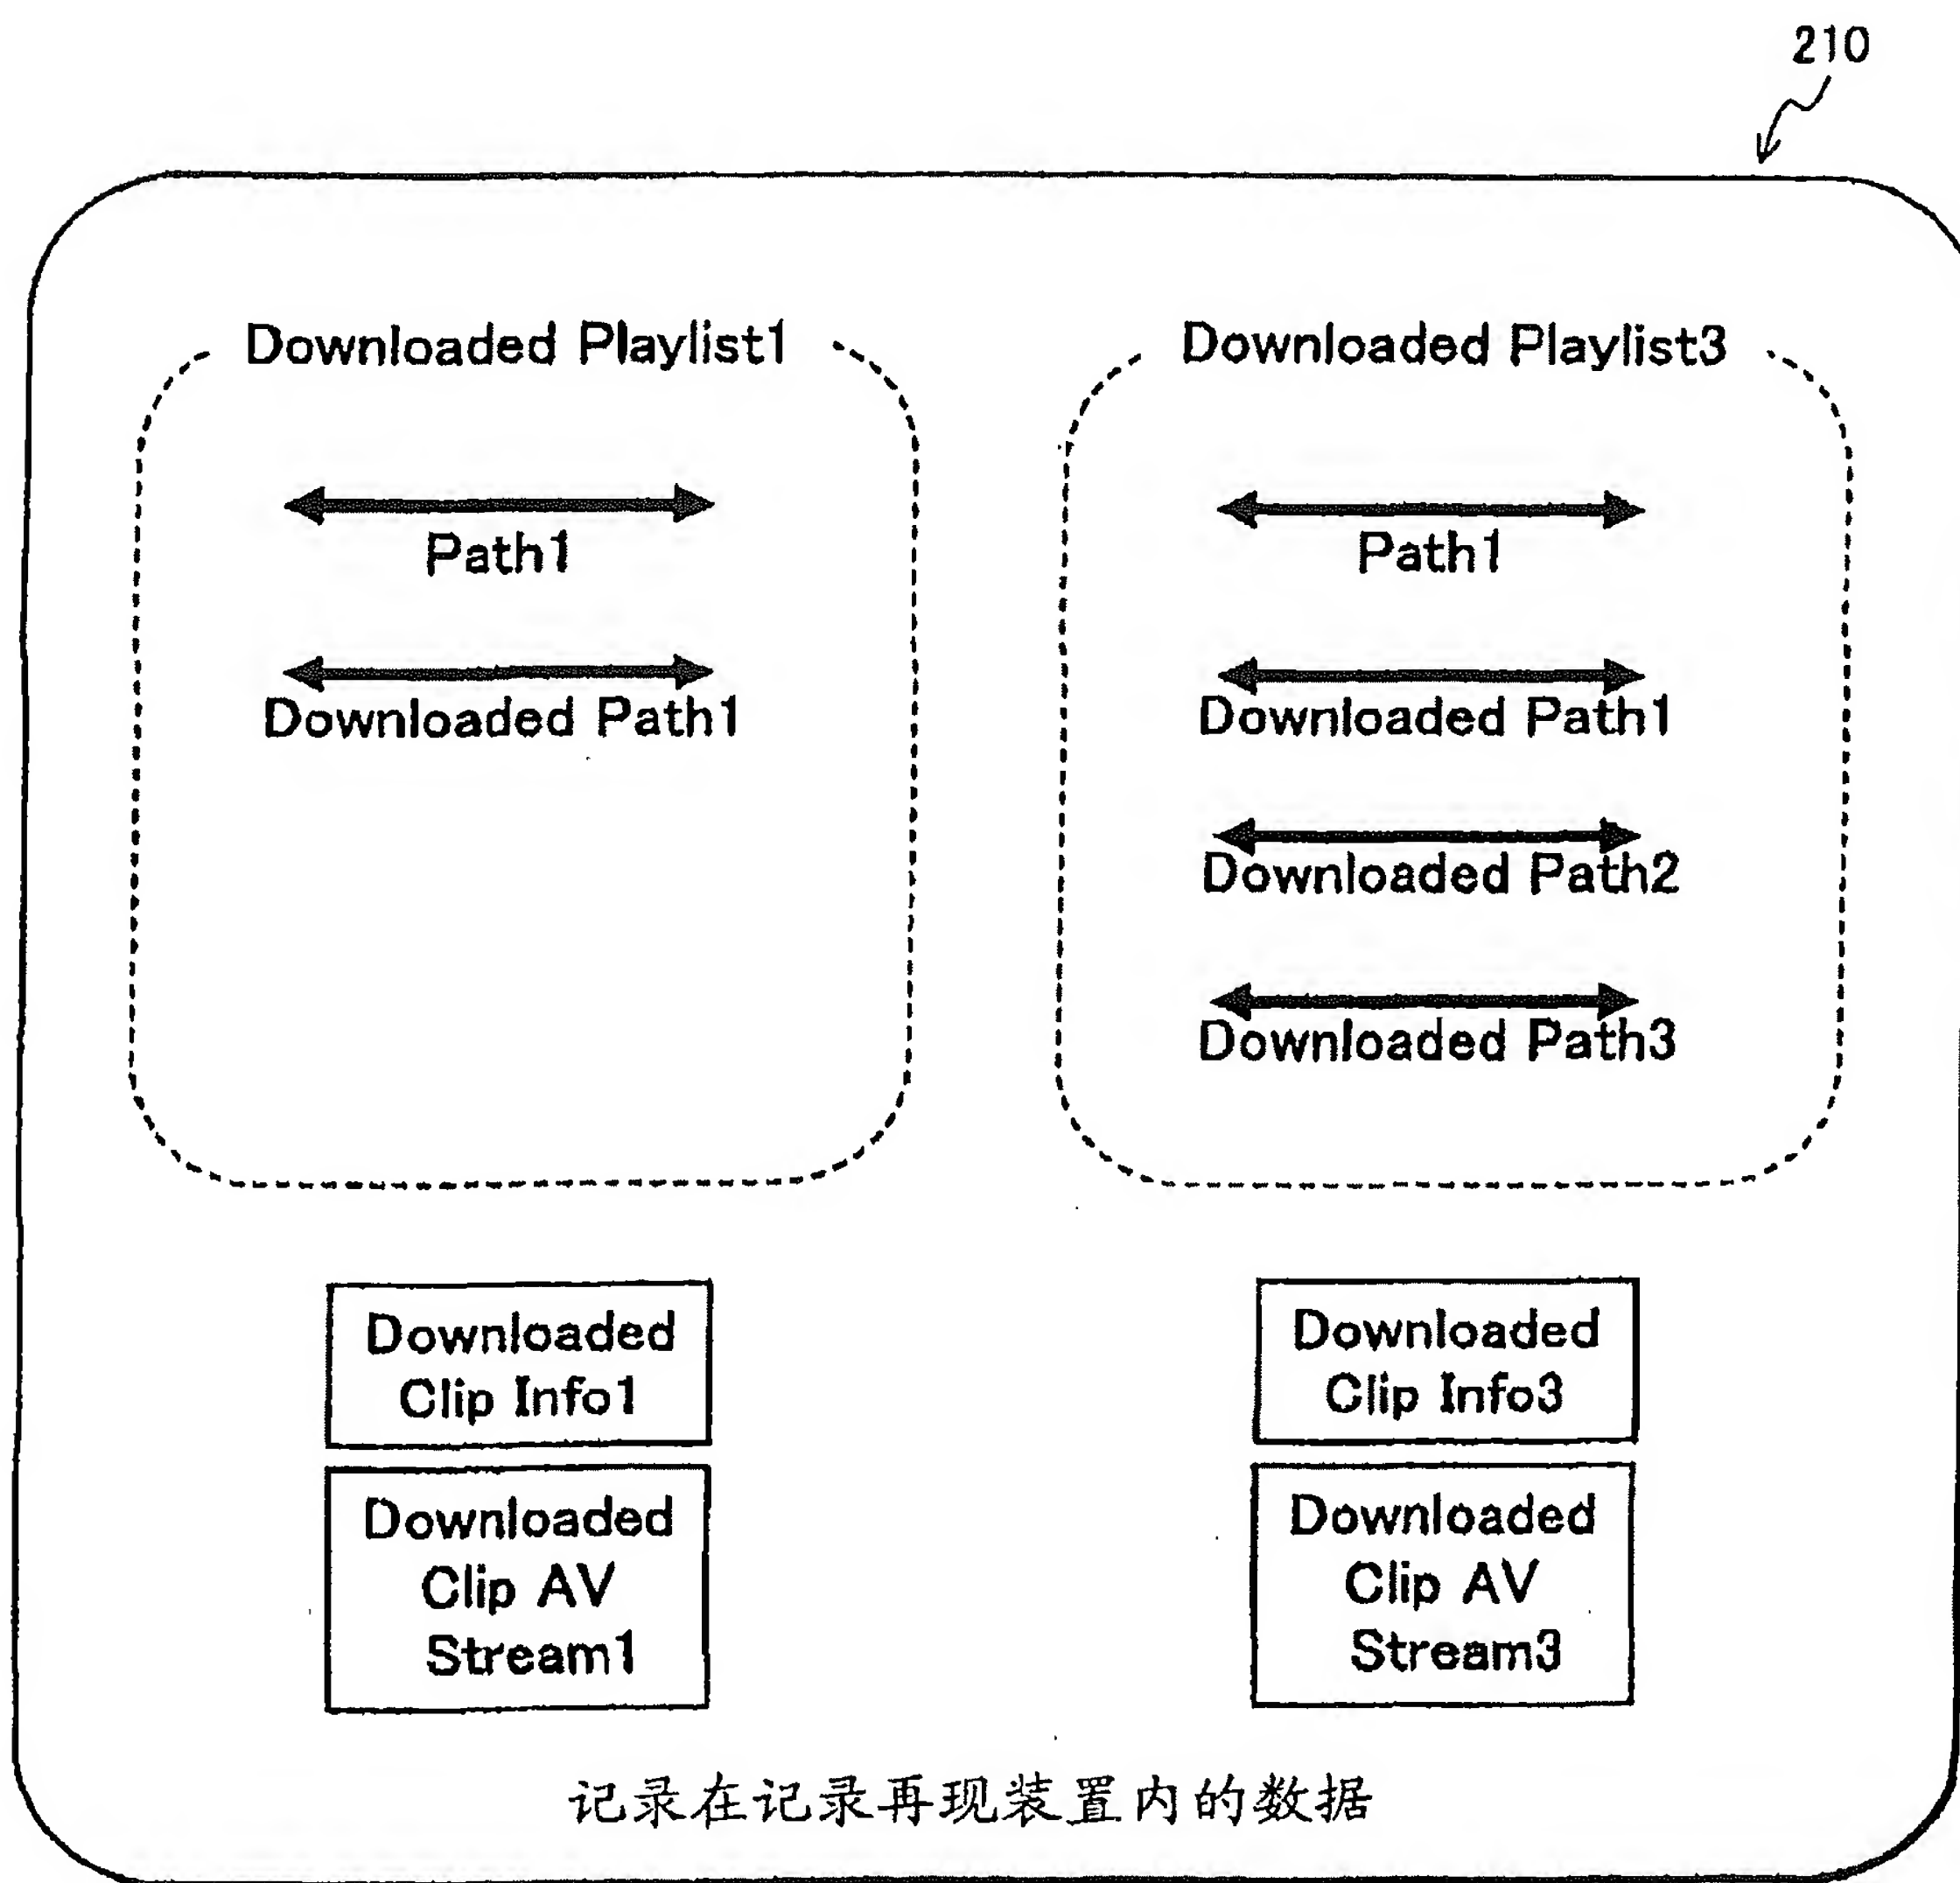 210
Downloaded Playlist1
Path1
Downloaded Path1
Downloaded Playlist3
Path1
Downloaded Path1
Downloaded Path2
Downloaded Path3
Downloaded
Clip Info1
Downloaded
Clip AV
Stream1
Downloaded
Clip Info3
Downloaded
Clip AV
Stream3
记录在记录再现装置内的数据